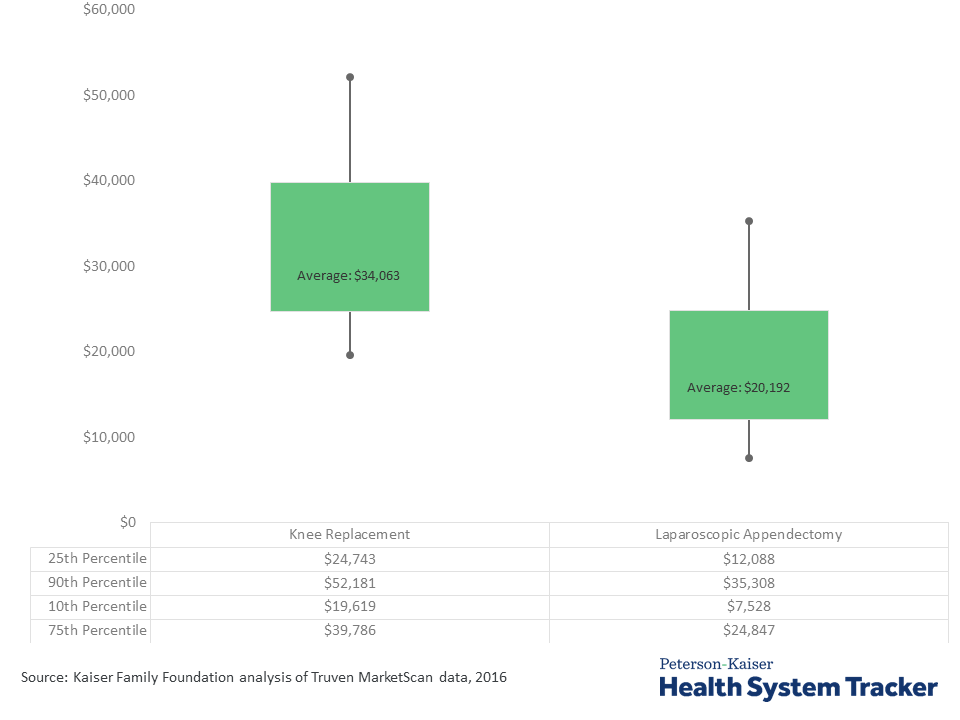 $60,000
$50,000
$40,000
$30,000
$20,000
$10,000
$0
Average: $34,063
Average: $20,192
Knee Replacement Laparoscopic Appendectomy
25th Percentile $24,743 $12,088
90th Percentile $52,181 $35,308
10th Percentile $19,619 $7,528
75th Percentile $39,786 $24,847
Source: Kaiser Family Foundation analysis of Truven MarketScan data, 2016
Peterson-Kaiser
Health System Tracker